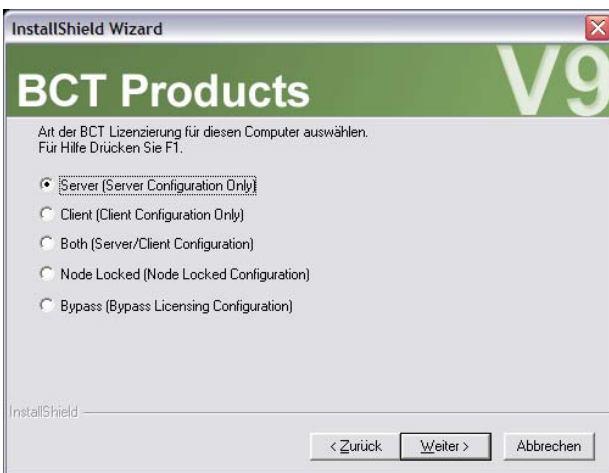 InstallShield Wizard
BCT Products
V9
Art der BCT Lizenzierung für diesen Computer auswählen.
Für Hilfe Drücken Sie F1.
Server (Server Configuration Only)
Client (Client Configuration Only)
Both (Server/Client Configuration)
Node Locked (Node Locked Configuration)
Bypass (Bypass Licensing Configuration)
InstallShield
< Zurück Weiter > Abbrechen